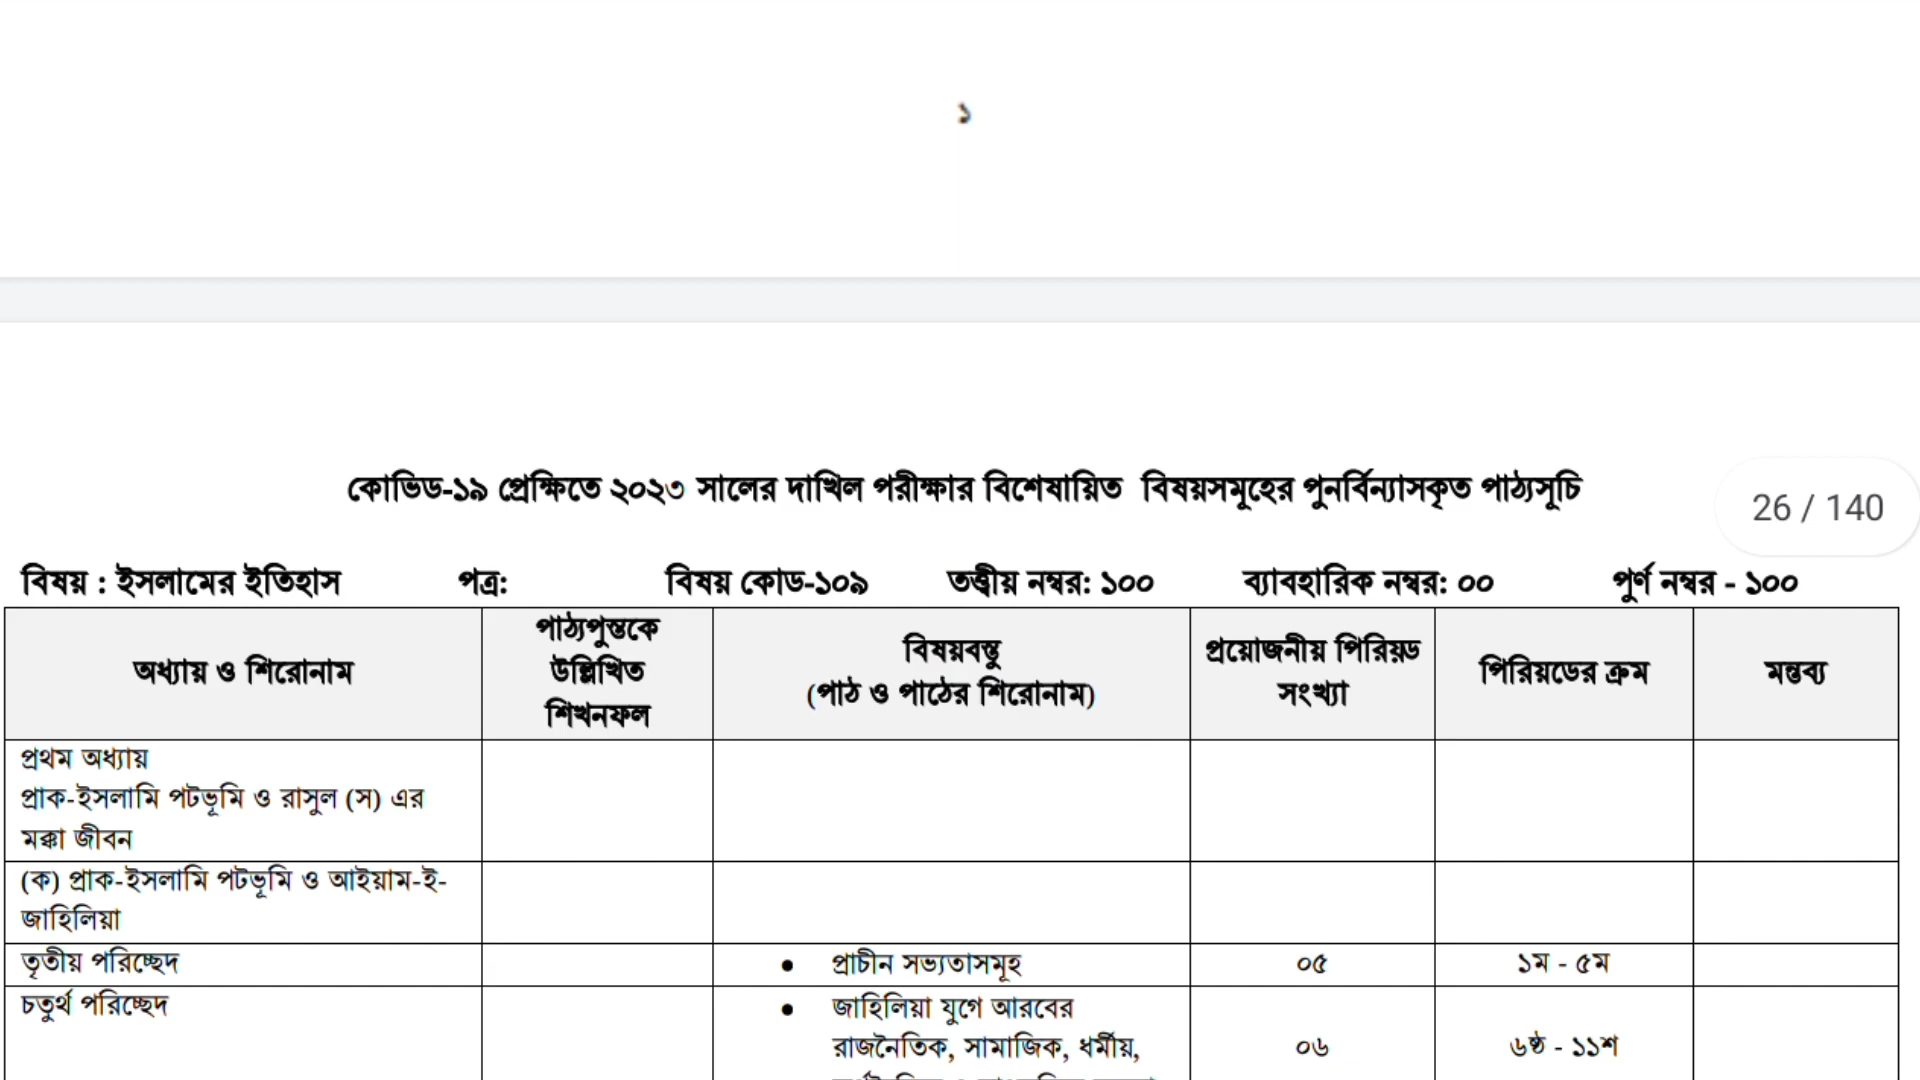 ১
কোভিড-১৯ প্রেক্ষিতে ২০২৩ সালের দাখিল পরীক্ষার বিশেষায়িত বিষয়সমূহের পুনর্বিন্যাসকৃত পাঠ্যসূচি
26 / 140
বিষয় : ইসলামের ইতিহাস পত্র: বিষয় কোড-১০৯ তত্ত্বীয় নম্বর: ১০০ ব্যাবহারিক নম্বর: ০০ পুর্ণ নম্বর - ১০০
অধ্যায় ও শিরোনাম
পাঠ্যপুস্তকে
উল্লিখিত
শিখনফল
বিষয়বস্তু
(পাঠ ও পাঠের শিরোনাম)
প্রয়োজনীয় পিরিয়ড
সংখ্যা
পিরিয়ডের ক্রম
মন্তব্য
প্রথম অধ্যায়
প্রাক-ইসলামি পটভূমি ও রাসুল (স) এর
মক্কা জীবন
(ক) প্রাক-ইসলামি পটভূমি ও আইয়াম-ই-
জাহিলিয়া
তৃতীয় পরিচ্ছেদ
• প্রাচীন সভ্যতাসমূহ
০৫
১ম - ৫ম
চতুর্থ পরিচ্ছেদ
• জাহিলিয়া যুগে আরবের
রাজনৈতিক, সামাজিক, ধর্মীয়,
০৬
৬ষ্ঠ - ১১শ